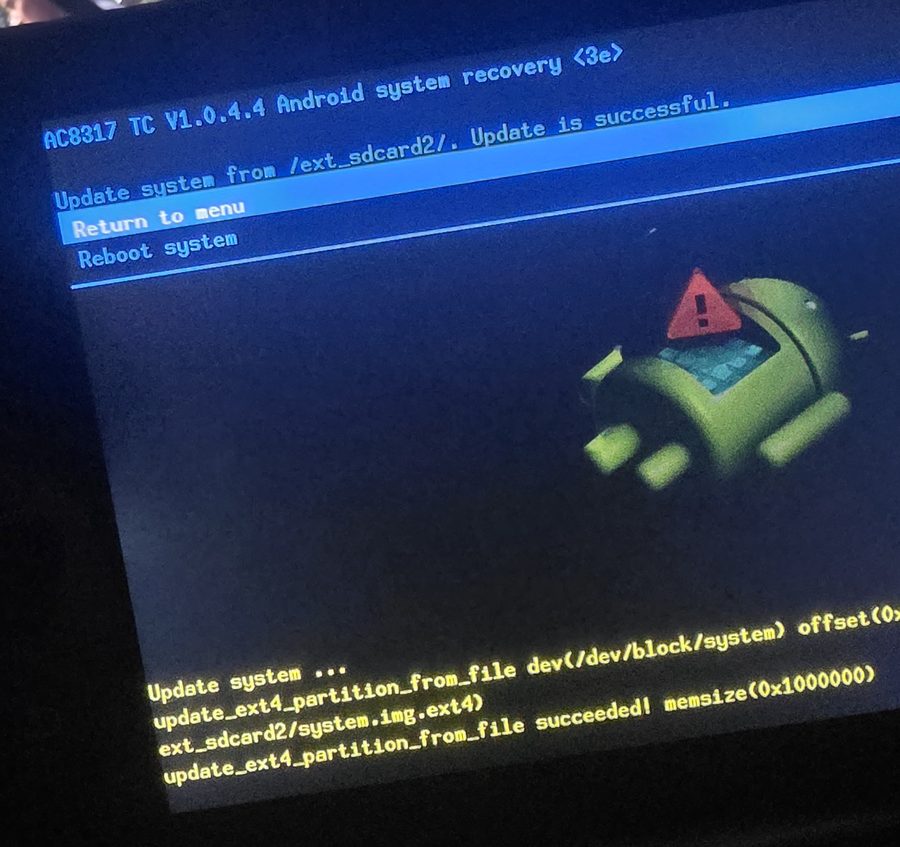 AC8317 TC V1.0.4.4 Android system recovery <3e>
Update system from /ext_sdcard2/. Update is successful.
Return to menu
Reboot system
Update system ...
update_ext4_partition_from_file dev(/dev/block/system) offset(0x
ext_sdcard2/system.img.ext4)
update_ext4_partition_from_file succeeded! memsize(0x1000000)